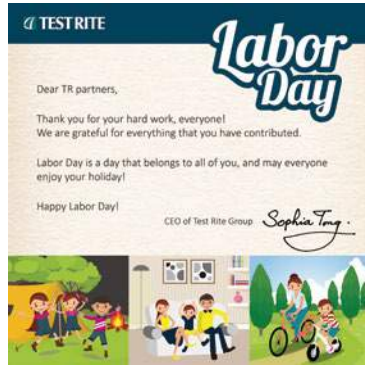 TEST RITE
Labor
Day
Dear TR partners,
Thank you for your hard work, everyone!
We are grateful for everything that you have contributed.
Labor Day is a day that belongs to all of you, and may everyone
enjoy your holiday!
Happy Labor Day!
CEO of Test Rite Group Sophia Tong.